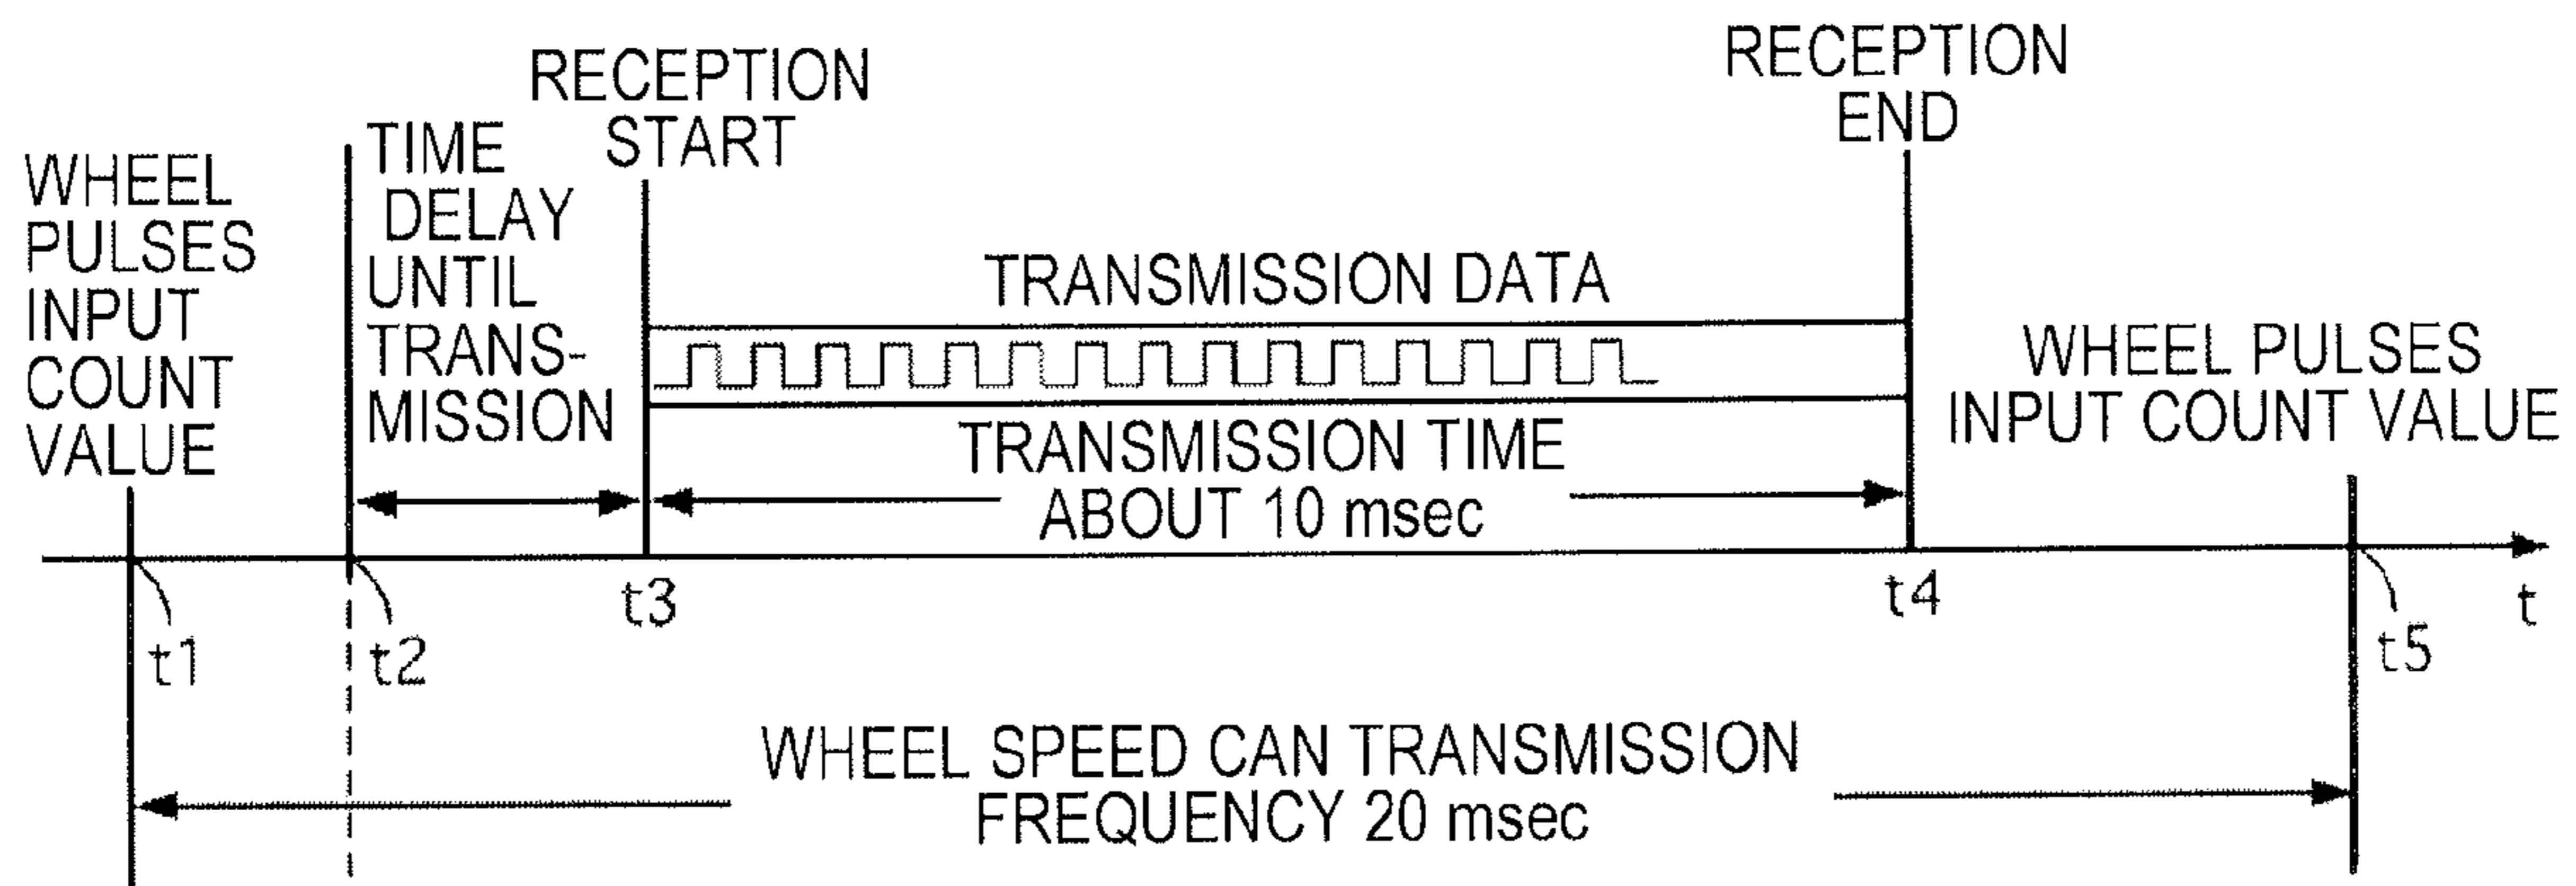 WHEEL
PULSES
INPUT
COUNT
VALUE
TIME
DELAY
UNTIL
TRANS-
MISSION
RECEPTION
START
RECEPTION
END
TRANSMISSION DATA
TRANSMISSION TIME
ABOUT 10 msec
WHEEL PULSES
INPUT COUNT VALUE
t1
t2
t3
t4
t5
t
WHEEL SPEED CAN TRANSMISSION
FREQUENCY 20 msec